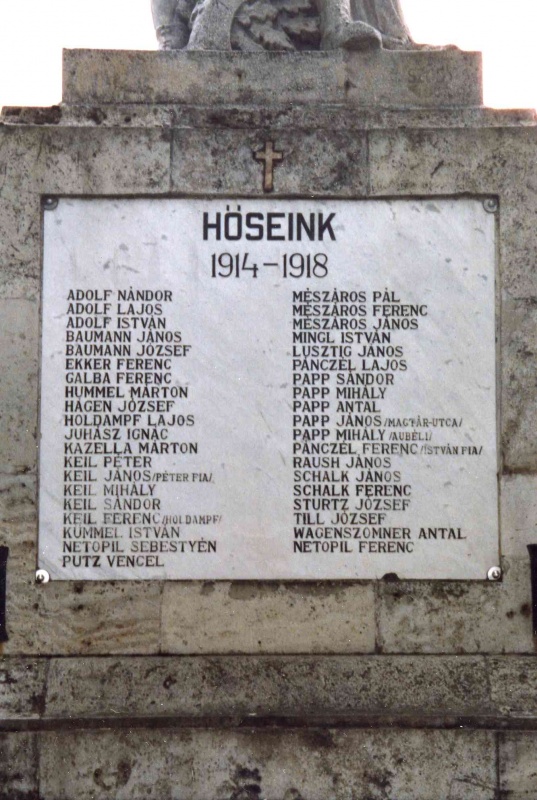 HÖSEINK
1914-1918
ADOLF NÁNDOR
ADOLF LAJOS
ADOLF ISTVÁN
BAUMANN JÁNOS
BAUMANN JÓZSEF
EKKER FERENC
GALBA FERENC
HUMMEL MÁRTON
HÁGEN JÓZSEF
HOLDAMPF LAJOS
JUHÁSZ IGNÁC
KAZELLA MÁRTON
KEIL PÉTER
KEIL JÁNOS/PÉTER FIA/
KEIL MIHÁLY
KEIL SÁNDOR
KEIL FERENC/HOLDAMPF/
KÜMMEL ISTVÁN
NETOPIL SEBESTYÉN
PUTZ VENCEL
MÉSZÁROS PÁL
MÉSZÁROS FERENC
MÉSZÁROS JÁNOS
MINGL ISTVÁN
LUSZTIG JÁNOS
PÁNCZÉL LAJOS
PAPP SÁNDOR
PAPP MIHÁLY
PAPP ANTAL
PAPP JÁNOS/MAGYAR-UTCA/
PAPP MIHÁLY/AUBÉLI/
PÁNCZÉL FERENC/ISTVÁN FIA/
RAUSH JÁNOS
SCHALK JÁNOS
SCHALK FERENC
STURTZ JÓZSEF
TILL JÓZSEF
WAGENSZOMNER ANTAL
NETOPIL FERENC